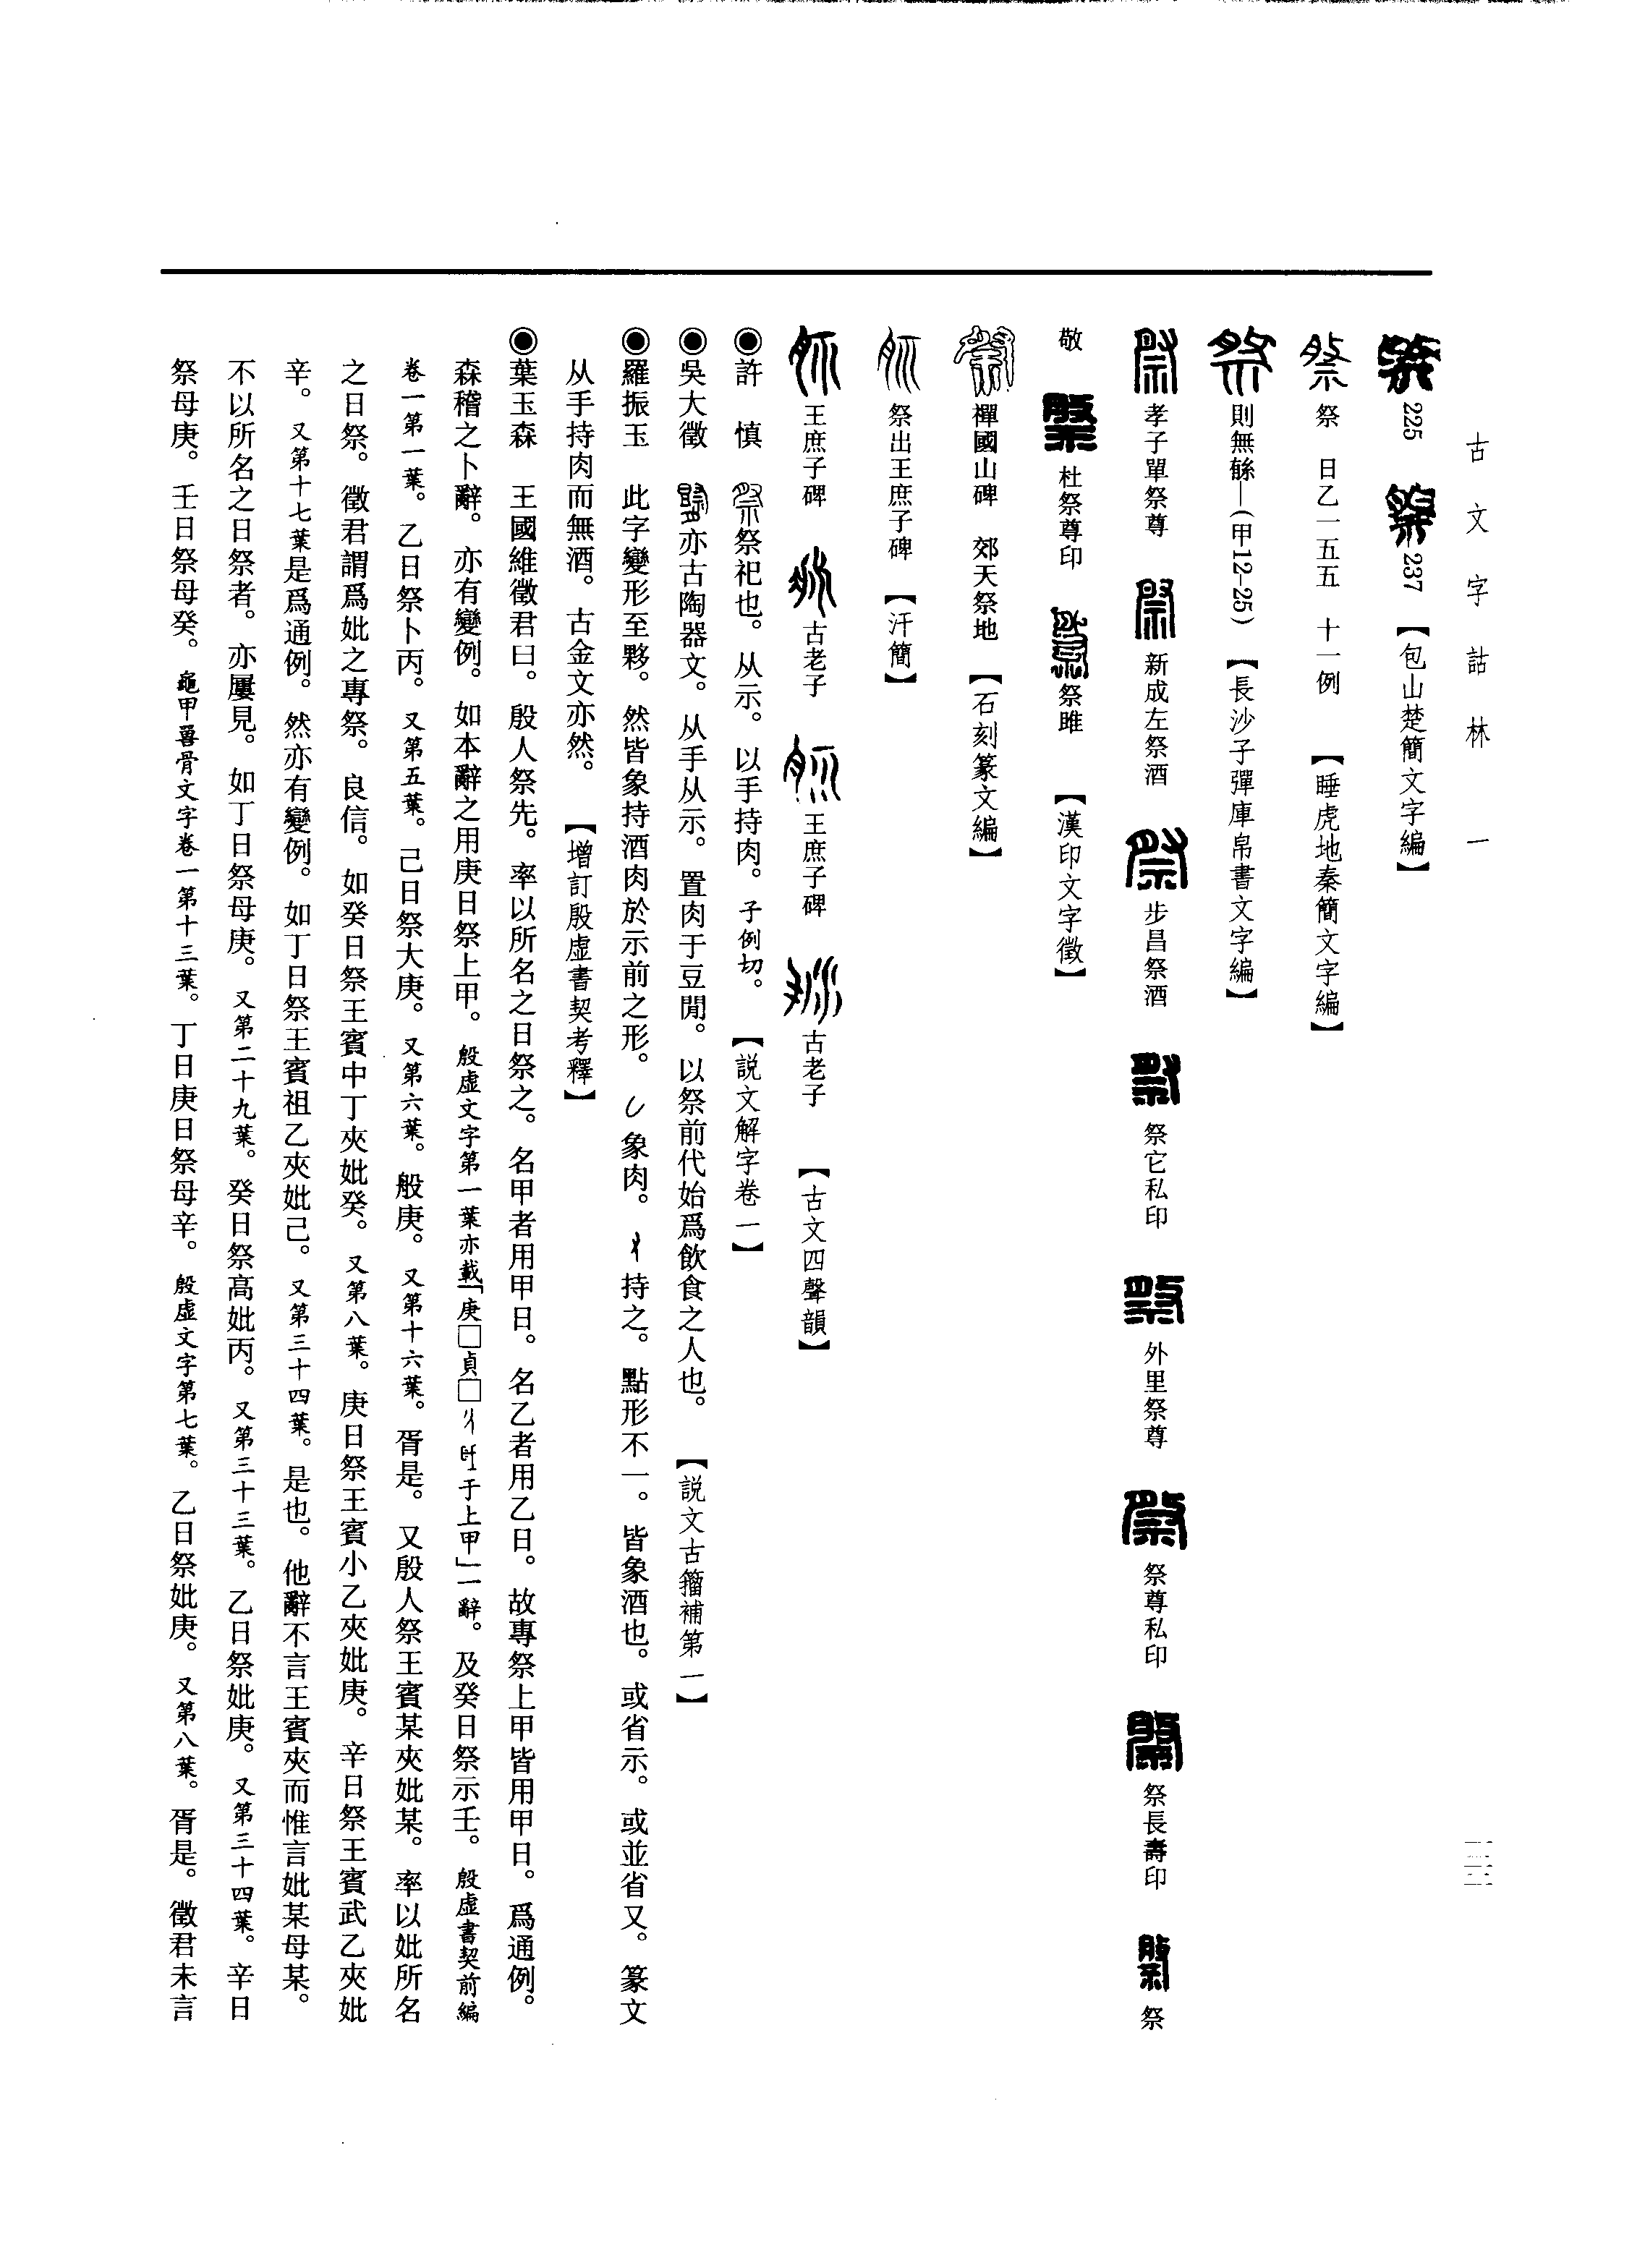 古文字詁林 一
一三三
225 237 【包山楚簡文字編】
祭 日乙一五五 十一例 【睡虎地秦簡文字編】
則無緐—（甲12-25） 【長沙子彈庫帛書文字編】
孝子單祭尊 新成左祭酒 步昌祭酒 祭它私印 外里祭尊 祭尊私印 祭長壽印 祭
敬 杜祭尊印 祭雎 【漢印文字徵】
禪國山碑 郊天祭地 【石刻篆文編】
祭出王庶子碑 【汗簡】
王庶子碑 古老子 王庶子碑 古老子 【古文四聲韻】
◉許 慎 祭祀也。从示。以手持肉。子例切。 【説文解字卷一】
◉吳大徵 亦古陶器文。从手从示。置肉于豆閒。以祭前代始爲飲食之人也。 【説文古籀補第一】
◉羅振玉 此字變形至夥。然皆象持酒肉於示前之形。象肉。持之。點形不一。皆象酒也。或省示。或並省又。篆文
从手持肉而無酒。古金文亦然。 【增訂殷虛書契考釋】
◉葉玉森 王國維徵君曰。殷人祭先。率以所名之日祭之。名甲者用甲日。名乙者用乙日。故專祭上甲皆用甲日。爲通例。
森稽之卜辭。亦有變例。如本辭之用庚日祭上甲。殷虛文字第一葉亦載「庚□貞□于上甲」一辭。及癸日祭示壬。殷虛書契前編
卷一第一葉。乙日祭卜丙。又第五葉。己日祭大庚。又第六葉。般庚。又第十六葉。胥是。又殷人祭王賓某夾妣某。率以妣所名
之日祭。徵君謂爲妣之專祭。良信。如癸日祭王賓中丁夾妣癸。又第八葉。庚日祭王賓小乙夾妣庚。辛日祭王賓武乙夾妣
辛。又第十七葉是爲通例。然亦有變例。如丁日祭王賓祖乙夾妣己。又第三十四葉。是也。他辭不言王賓夾而惟言妣某母某。
不以所名之日祭者。亦屢見。如丁日祭母庚。又第二十九葉。癸日祭高妣丙。又第三十三葉。乙日祭妣庚。又第三十四葉。辛日
祭母庚。壬日祭母癸。龜甲獸骨文字卷一第十三葉。丁日庚日祭母辛。殷虛文字第七葉。乙日祭妣庚。又第八葉。胥是。徵君未言